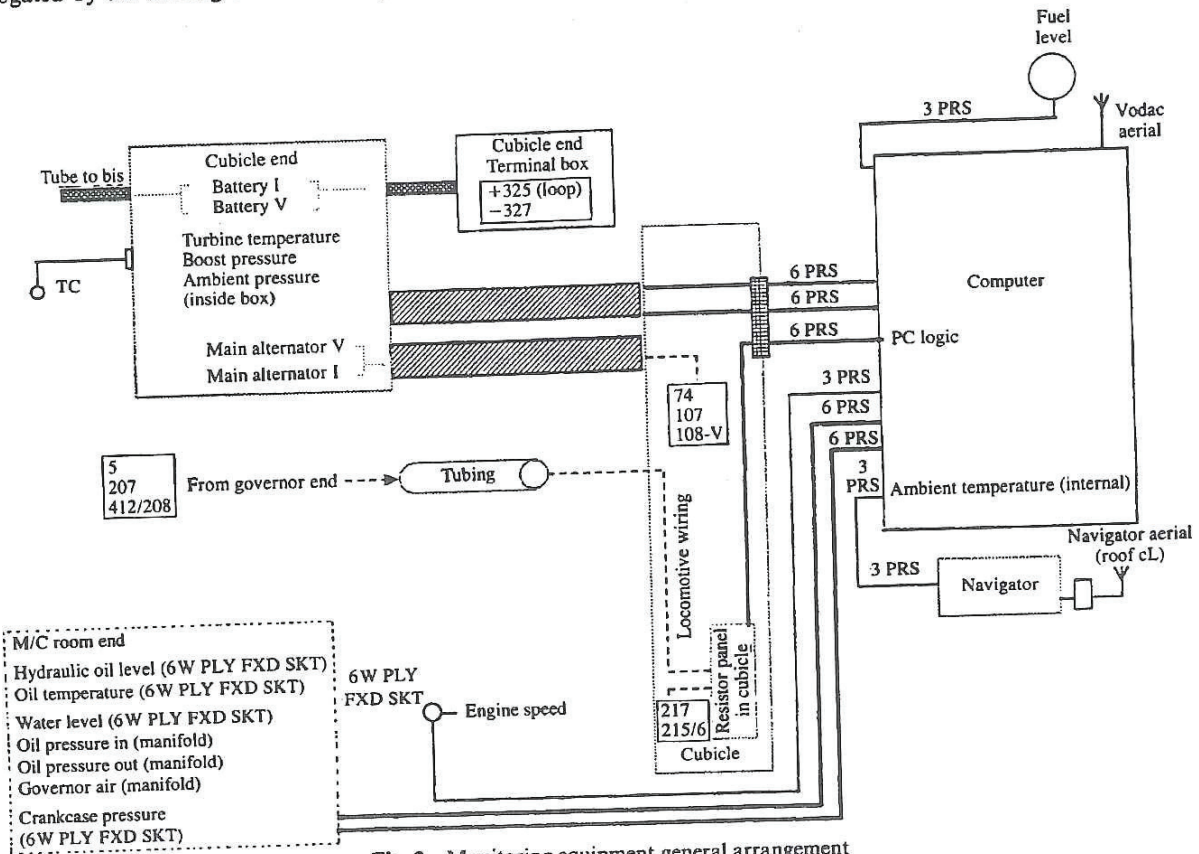 Fuel
level
3 PRS
Vodac
aerial
Cubicle end
Battery I
Battery V
Tube to bis
Cubicle end
Terminal box
+325 (loop)
−327
Turbine temperature
Boost pressure
Ambient pressure
(inside box)
TC
Main alternator V
Main alternator I
6 PRS
6 PRS
6 PRS
Computer
PC logic
74
107
108-V
3 PRS
6 PRS
6 PRS
3
PRS
Ambient temperature (internal)
5
207
412/208
From governor end
Tubing
Locomotive wiring
Navigator aerial
(roof cL)
3 PRS
Navigator
Resistor panel
in cubicle
217
215/6
Cubicle
M/C room end
Hydraulic oil level (6W PLY FXD SKT)
Oil temperature (6W PLY FXD SKT)
Water level (6W PLY FXD SKT)
Oil pressure in (manifold)
Oil pressure out (manifold)
Governor air (manifold)
Crankcase pressure
(6W PLY FXD SKT)
6W PLY
FXD SKT
Engine speed
Monitoring equipment general arrangement